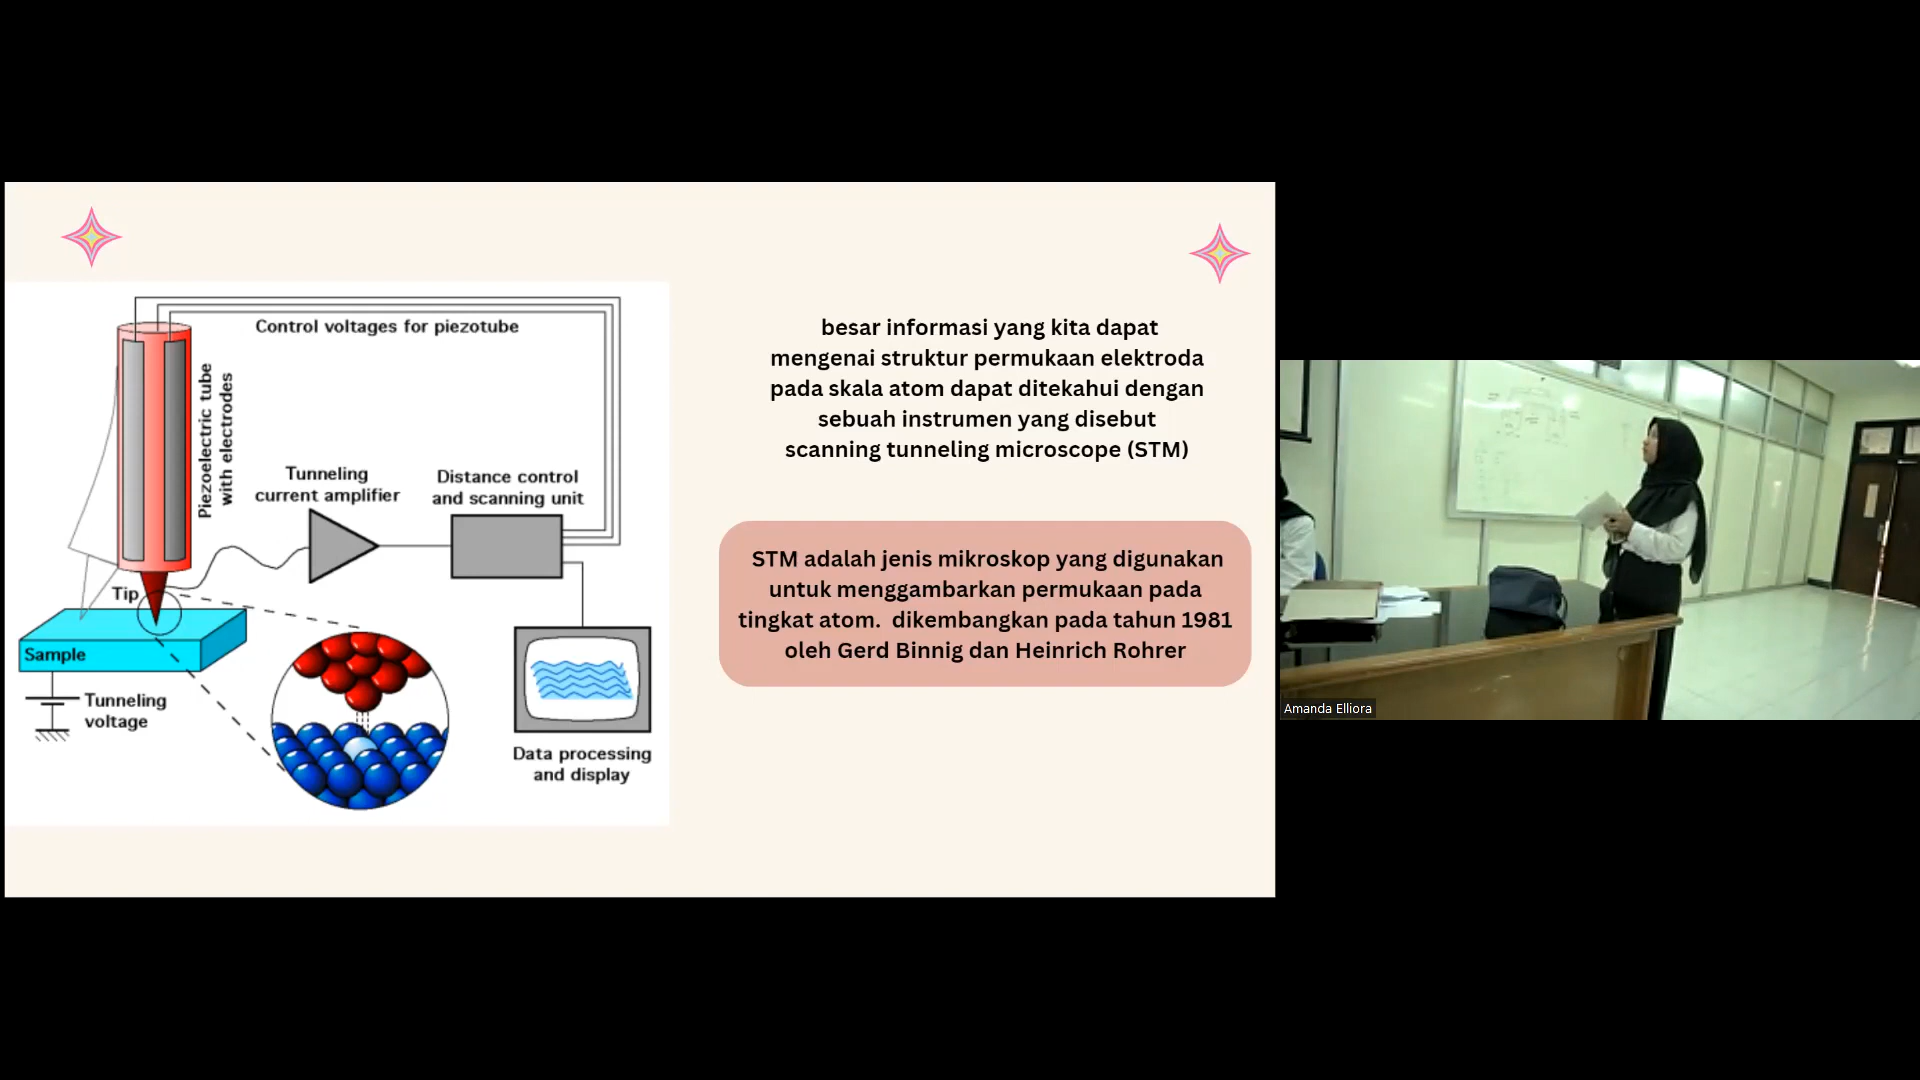 Control voltages for piezotube
Piezoelectric tube
with electrodes
Tunneling
current amplifier
Distance control
and scanning unit
Tip
Sample
Tunneling
voltage
Data processing
and display
besar informasi yang kita dapat
mengenai struktur permukaan elektroda
pada skala atom dapat ditekahui dengan
sebuah instrumen yang disebut
scanning tunneling microscope (STM)
STM adalah jenis mikroskop yang digunakan
untuk menggambarkan permukaan pada
tingkat atom. dikembangkan pada tahun 1981
oleh Gerd Binnig dan Heinrich Rohrer
Amanda Elliora